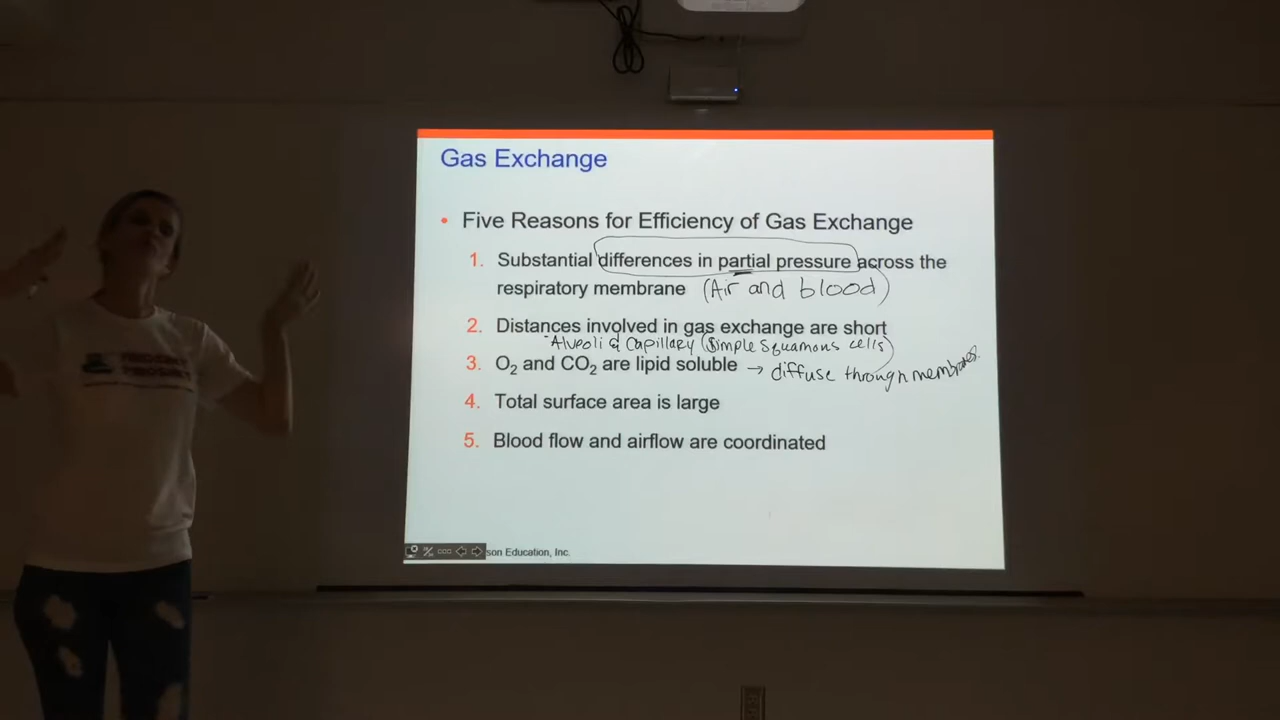 Gas Exchange
• Five Reasons for Efficiency of Gas Exchange
1. Substantial differences in partial pressure across the
respiratory membrane (Air and blood)
2. Distances involved in gas exchange are short
- Alveoli & Capillary (Simple Squamous cells)
3. O₂ and CO₂ are lipid soluble → diffuse through membranes.
4. Total surface area is large
5. Blood flow and airflow are coordinated
son Education, Inc.